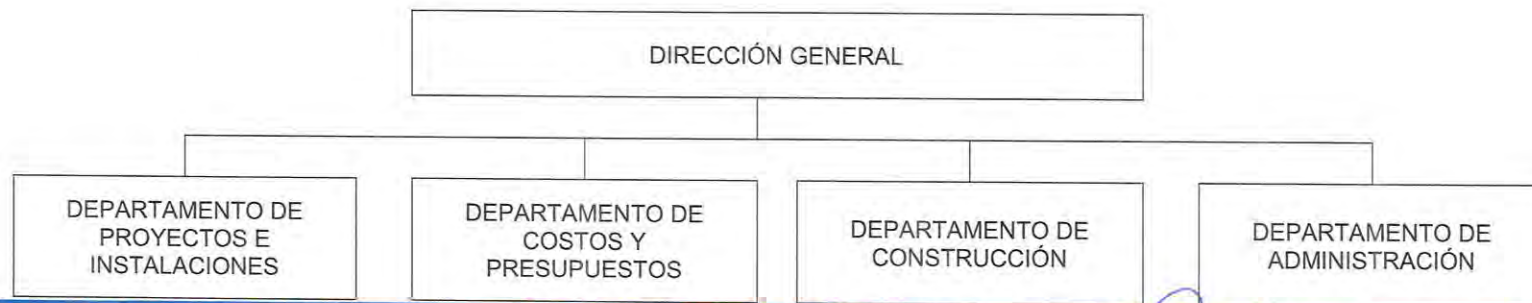 DIRECCIÓN GENERAL
DEPARTAMENTO DE
PROYECTOS E
INSTALACIONES
DEPARTAMENTO DE
COSTOS Y
PRESUPUESTOS
DEPARTAMENTO DE
CONSTRUCCIÓN
DEPARTAMENTO DE
ADMINISTRACIÓN